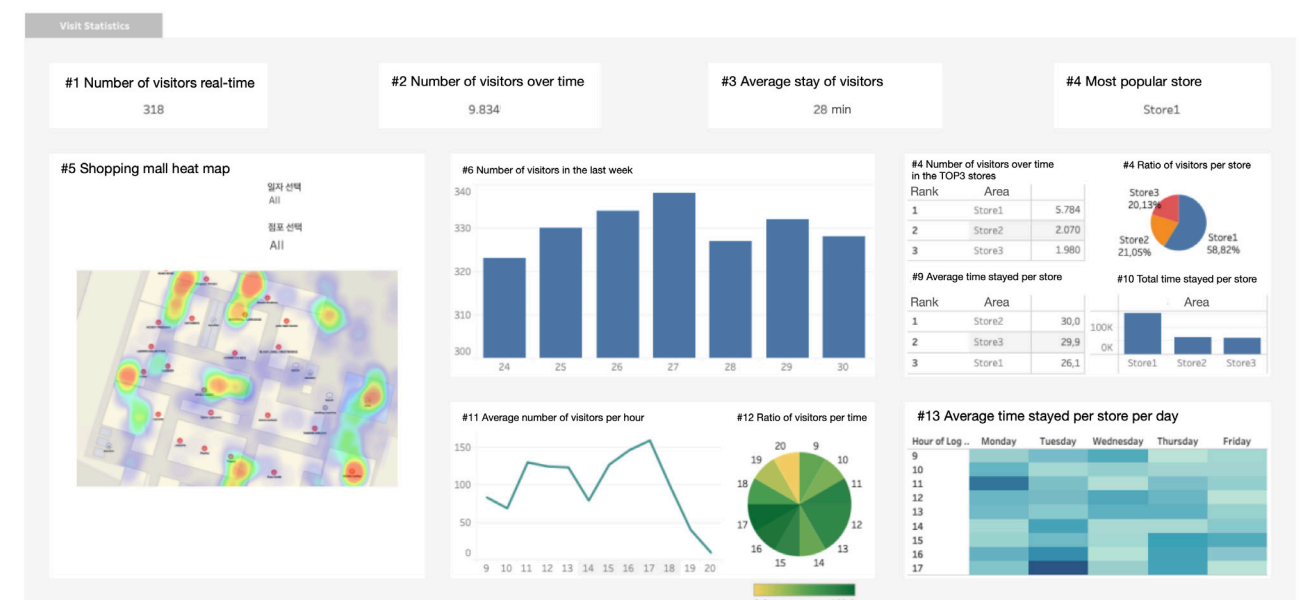 Visit Statistics
#1 Number of visitors real-time
318
#2 Number of visitors over time
9.834
#3 Average stay of visitors
28 min
#4 Most popular store
Store1
#5 Shopping mall heat map
일자 선택
All
점포 선택
All
#6 Number of visitors in the last week
340
330
320
310
300
24 25 26 27 28 29 30
#4 Number of visitors over time
in the TOP3 stores
Rank Area
1 Store1 5.784
2 Store2 2.070
3 Store3 1.980
#4 Ratio of visitors per store
Store3
20,13%
Store2
21,05%
Store1
58,82%
#9 Average time stayed per store
Rank Area
1 Store2 30,0
2 Store3 29,9
3 Store1 26,1
#10 Total time stayed per store
Area
100K
0K
Store1 Store2 Store3
#11 Average number of visitors per hour
150
100
50
0
9 10 11 12 13 14 15 16 17 18 19 20
#12 Ratio of visitors per time
20 9
19 10
18 11
17 12
16 13
15 14
#13 Average time stayed per store per day
Hour of Log .. Monday Tuesday Wednesday Thursday Friday
9
10
11
12
13
14
15
16
17